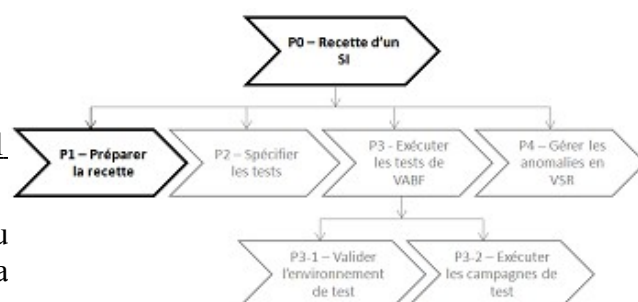 P0 – Recette d'un
SI
1
P1 – Préparer
la recette
P2 – Spécifier
les tests
P3 - Exécuter
les tests de
VABF
P4 – Gérer les
anomalies en
VSR
u
a
P3-1 – Valider
l'environnement
de test
P3-2 – Exécuter
les campagnes de
test